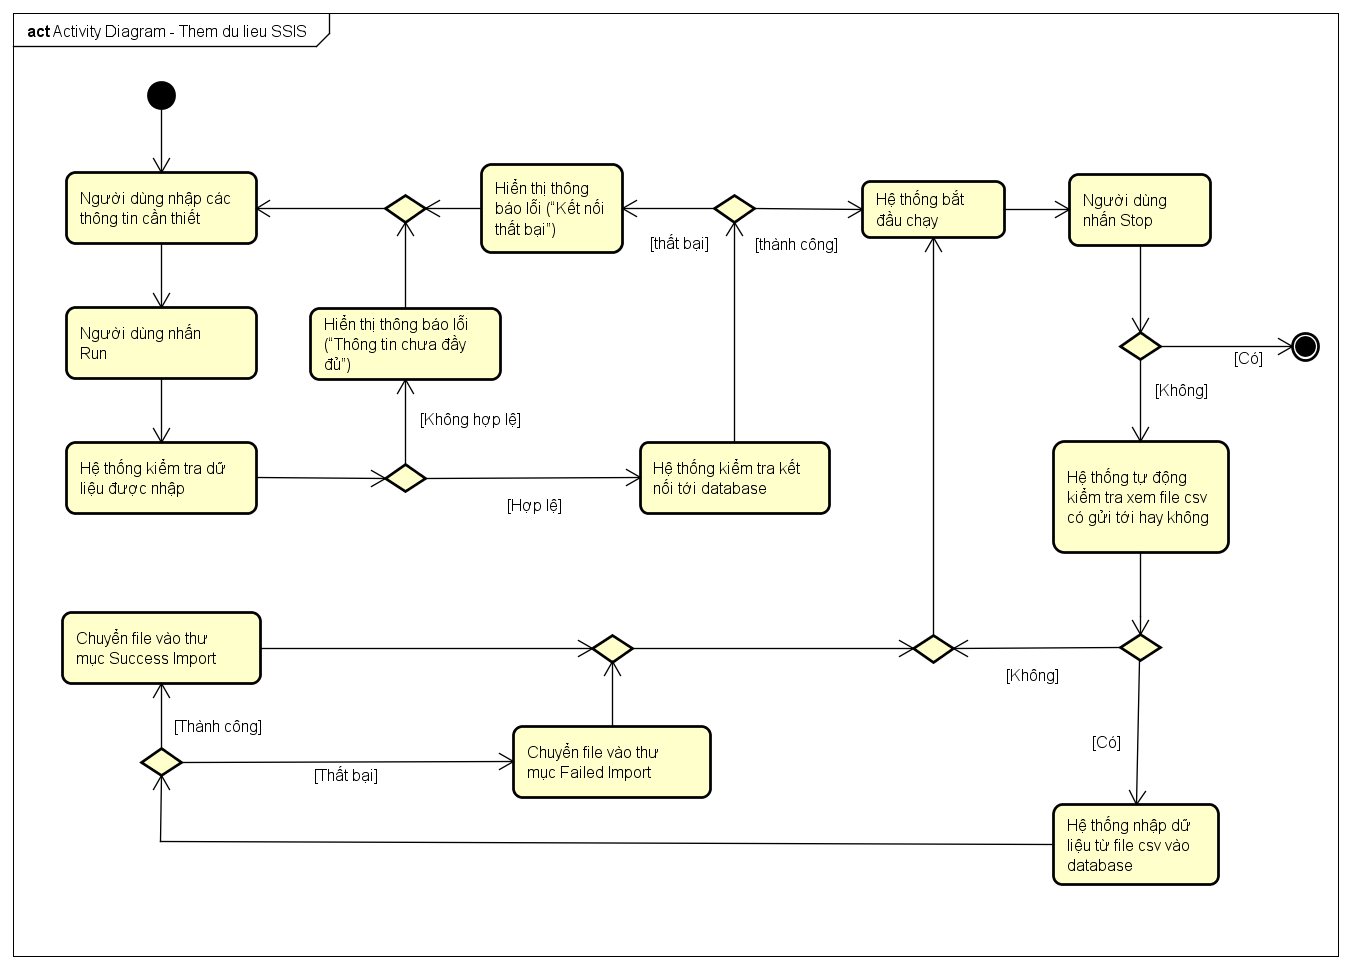 act Activity Diagram - Them du lieu SSIS
Người dùng nhập các
thông tin cần thiết
Hiển thị thông
báo lỗi (“Kết nối
thất bại”)
[thất bại]
[thành công]
Hệ thống bắt
đầu chạy
Người dùng
nhấn Stop
Người dùng nhấn
Run
Hiển thị thông báo lỗi
(“Thông tin chưa đầy
đủ”)
[Có]
[Không]
[Không hợp lệ]
Hệ thống kiểm tra dữ
liệu được nhập
[Hợp lệ]
Hệ thống kiểm tra kết
nối tới database
Hệ thống tự động
kiểm tra xem file csv
có gửi tới hay không
Chuyển file vào thư
mục Success Import
[Không]
[Thành công]
[Thất bại]
Chuyển file vào thư
mục Failed Import
[Có]
Hệ thống nhập dữ
liệu từ file csv vào
database